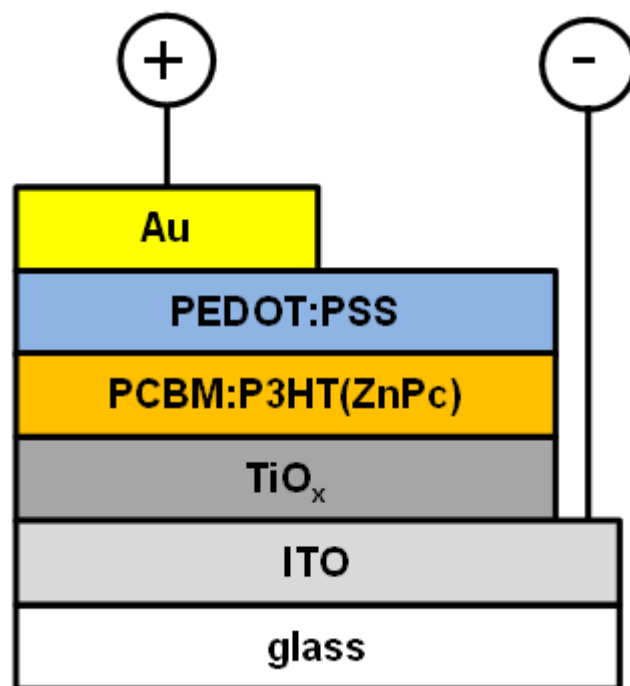 +
-
Au
PEDOT:PSS
PCBM:P3HT(ZnPc)
TiOₓ
ITO
glass